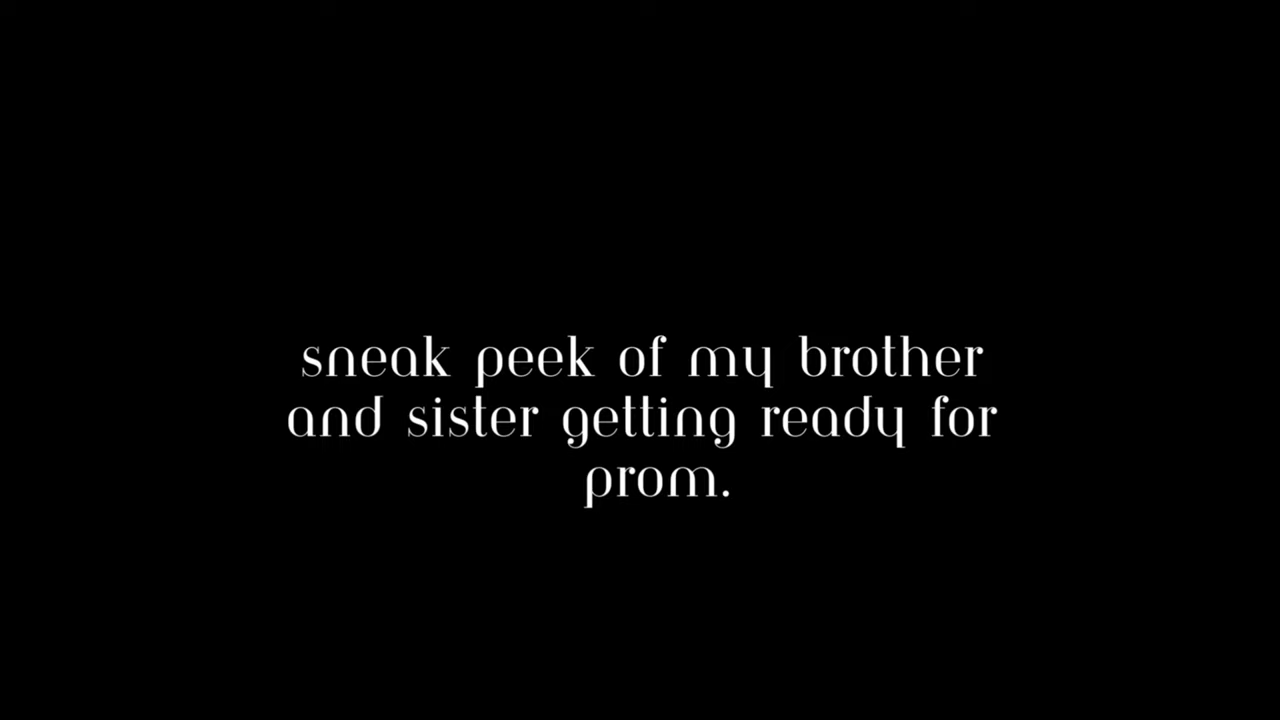 sneak peek of my brother
and sister getting ready for
prom.